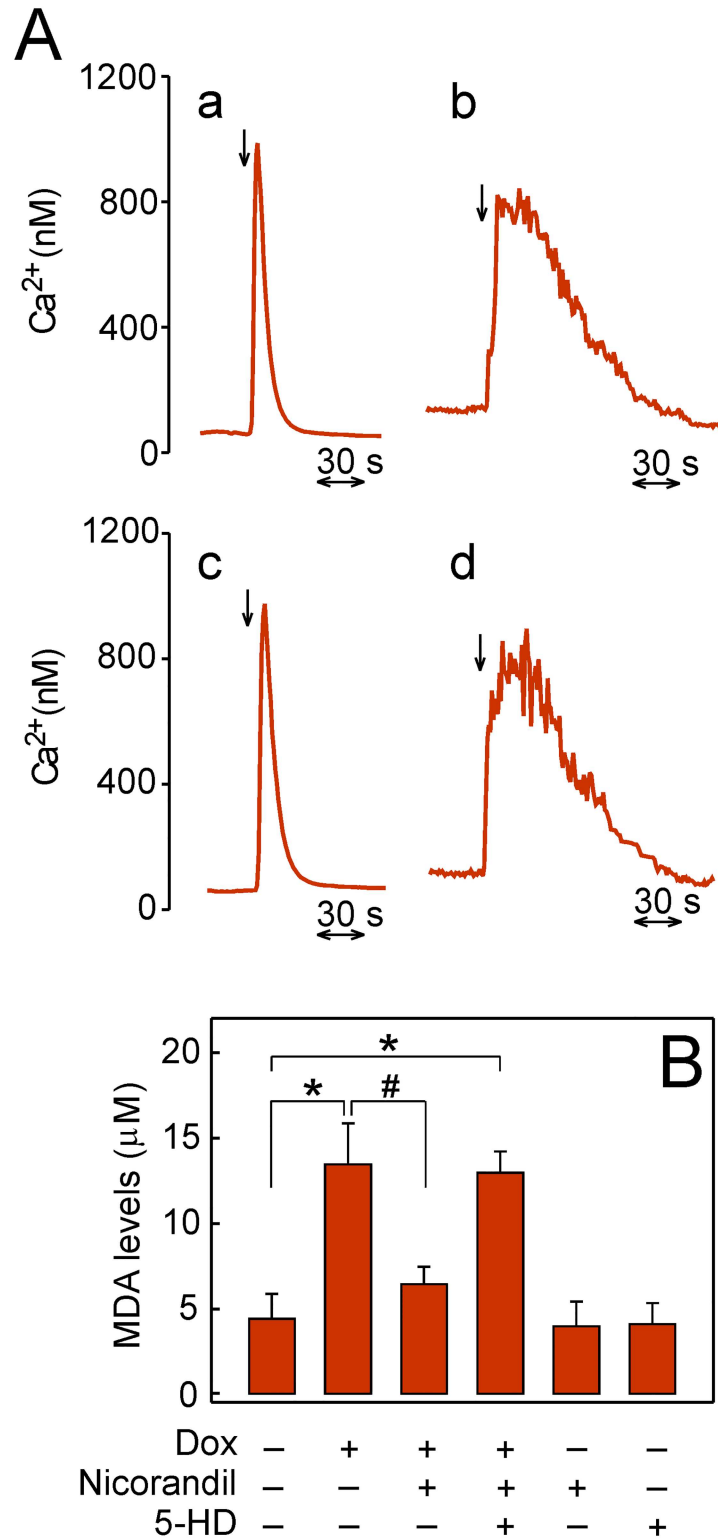 A
1200
800
400
0
Ca2+ (nM)
a
b
30 s
30 s
1200
800
400
0
Ca2+ (nM)
c
d
30 s
30 s
B
20
15
10
5
0
MDA levels (μM)
*
*
#
Dox – + + + – –
Nicorandil – – + + + –
5-HD – – – + – +